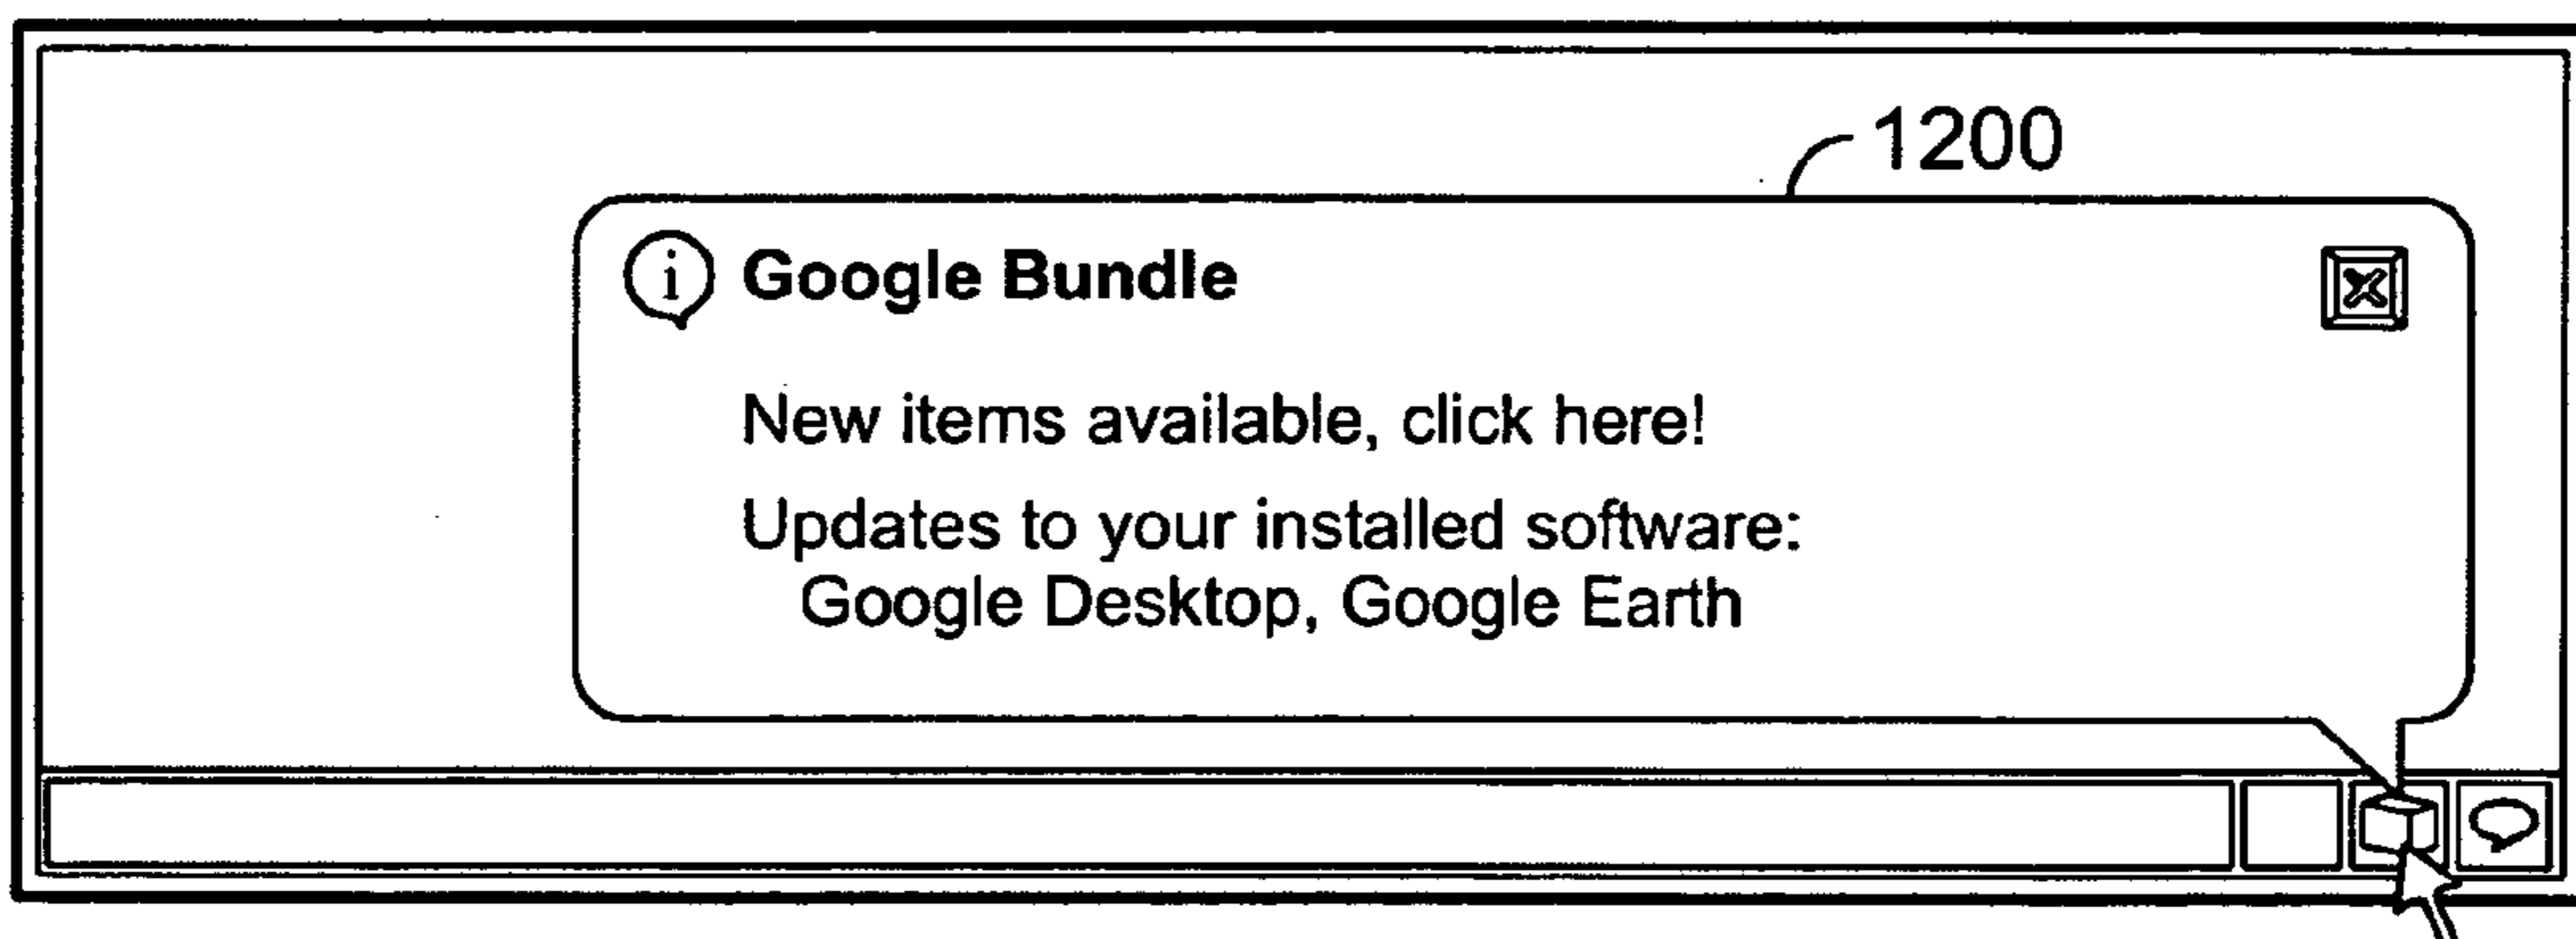 1200
i Google Bundle
New items available, click here!
Updates to your installed software:
Google Desktop, Google Earth